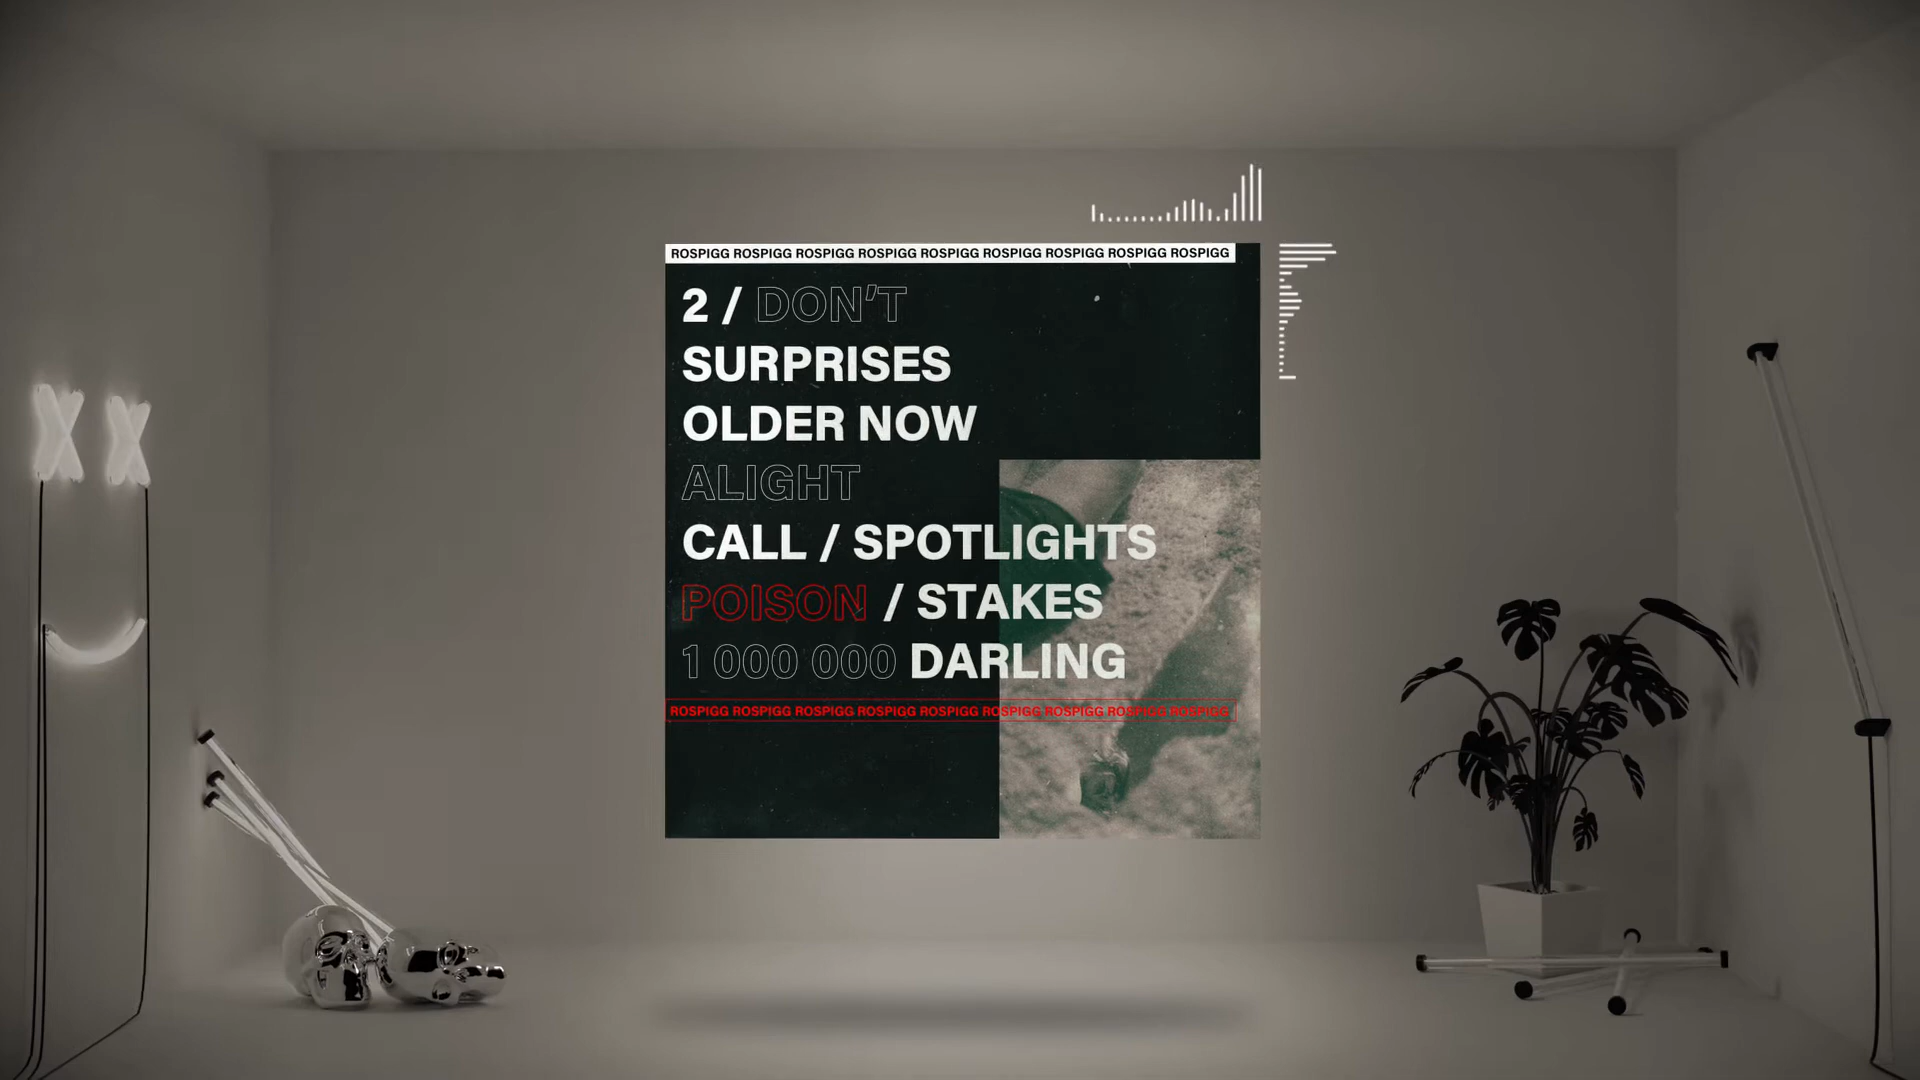 ROSPIGG ROSPIGG ROSPIGG ROSPIGG ROSPIGG ROSPIGG ROSPIGG ROSPIGG ROSPIGG
2 / DON'T
SURPRISES
OLDER NOW
ALIGHT
CALL / SPOTLIGHTS
POISON / STAKES
1 000 000 DARLING
ROSPIGG ROSPIGG ROSPIGG ROSPIGG ROSPIGG ROSPIGG ROSPIGG ROSPIGG ROSPIGG